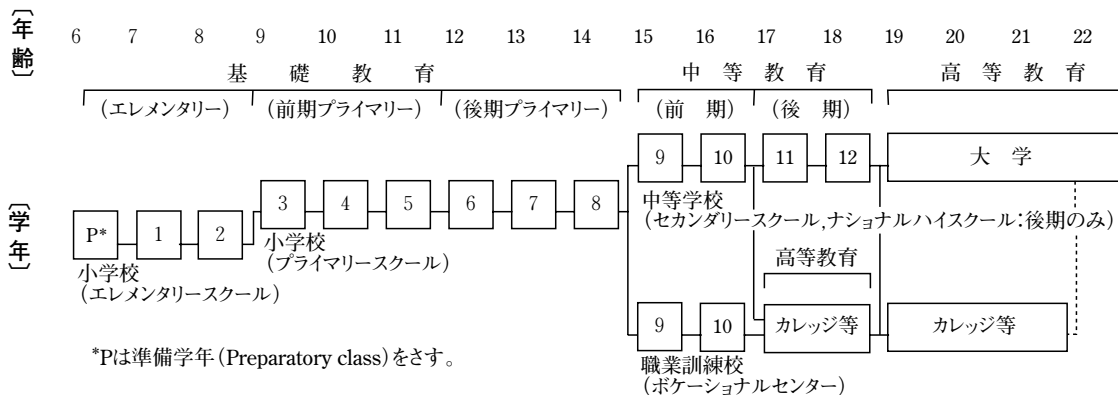 〔年齢〕
6 7 8 9 10 11 12 13 14 15 16 17 18 19 20 21 22
基礎教育 中等教育 高等教育
(エレメンタリー) (前期プライマリー) (後期プライマリー) (前期) (後期)
〔学年〕
9 10 11 12 大学
中等学校
(セカンダリースクール,ナショナルハイスクール:後期のみ)
3 4 5 6 7 8
小学校
(プライマリースクール)
P* 1 2
小学校
(エレメンタリースクール)
高等教育
9 10 カレッジ等 カレッジ等
職業訓練校
(ボケーショナルセンター)
*Pは準備学年(Preparatory class)をさす。